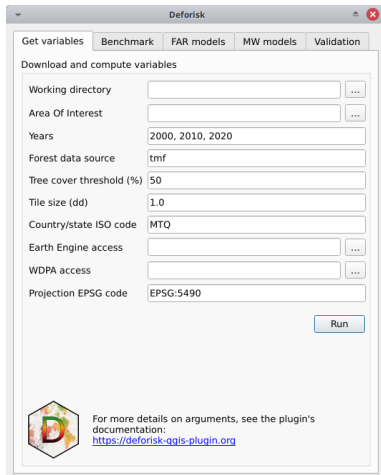 Deforisk
Get variables Benchmark FAR models MW models Validation
Download and compute variables
Working directory ...
Area Of Interest ...
Years 2000, 2010, 2020
Forest data source tmf
Tree cover threshold (%) 50
Tile size (dd) 1.0
Country/state ISO code MTQ
Earth Engine access ...
WDPA access ...
Projection EPSG code EPSG:5490
Run
D
For more details on arguments, see the plugin's
documentation:
https://deforisk-qgis-plugin.org